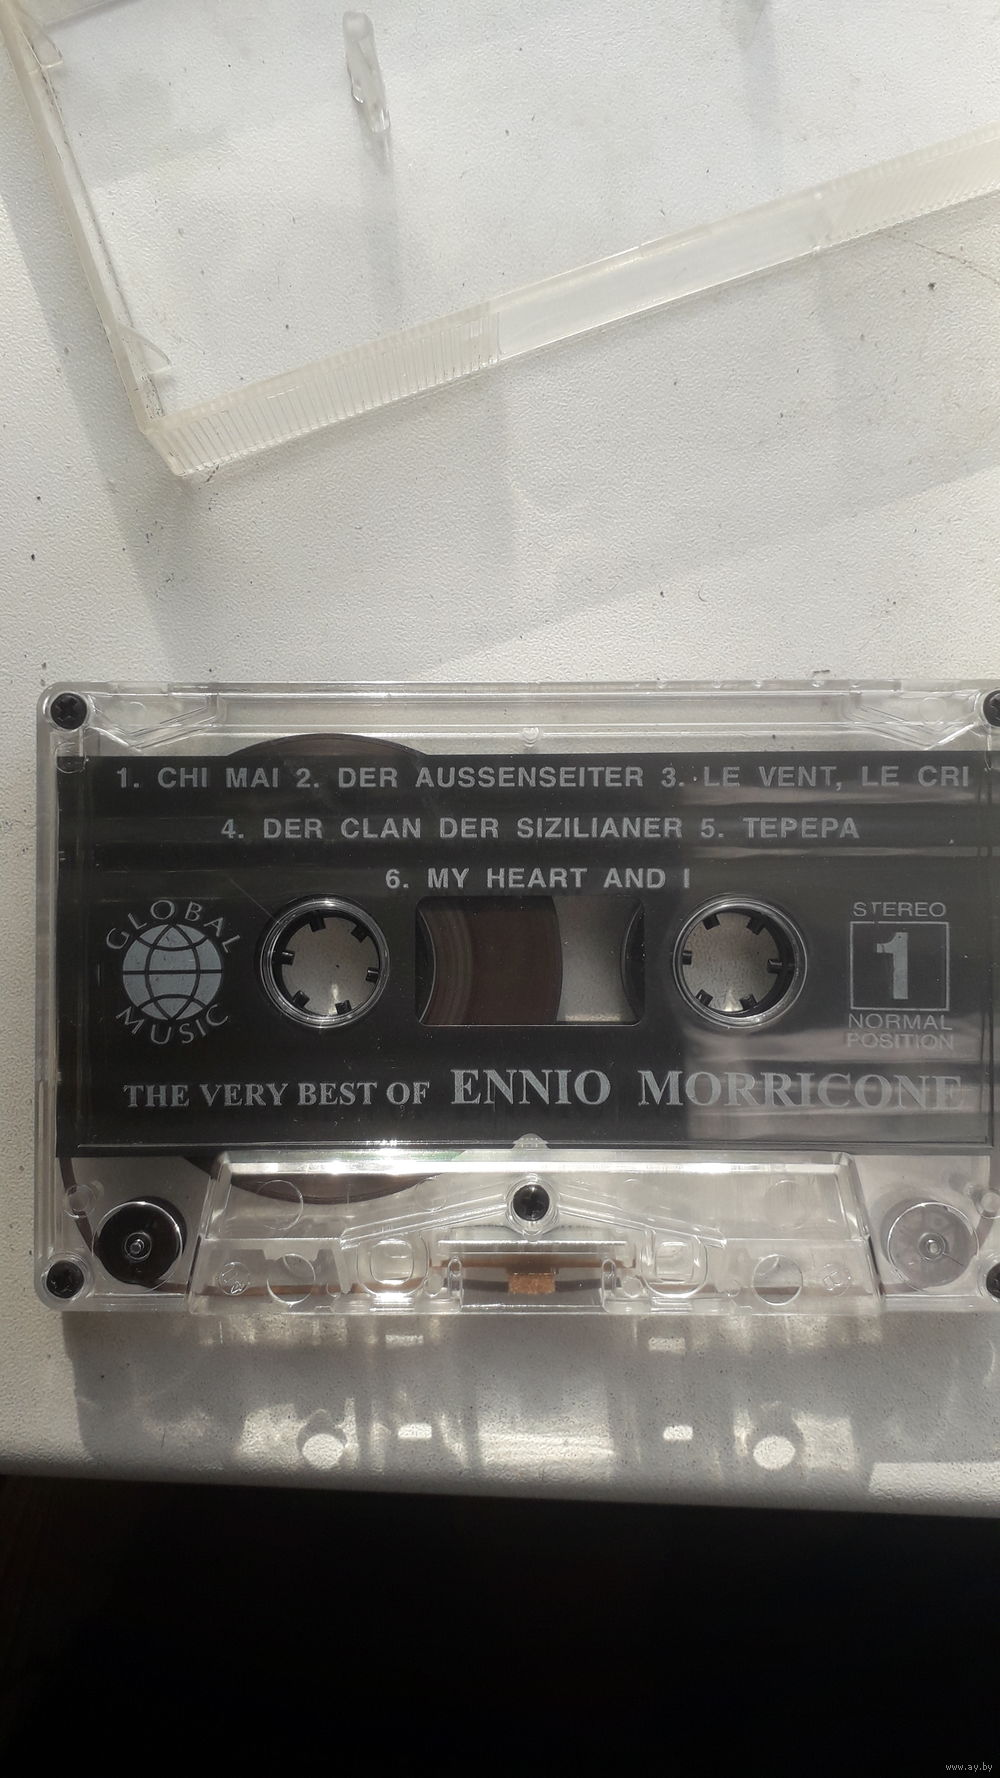 1. CHI MAI 2. DER AUSSENSEITER 3. LE VENT, LE CRI
4. DER CLAN DER SIZILIANER 5. TEPEPA
6. MY HEART AND I
GLOBAL
MUSIC
STEREO
1
NORMAL
POSITION
THE VERY BEST OF ENNIO MORRICONE
www.ay.by